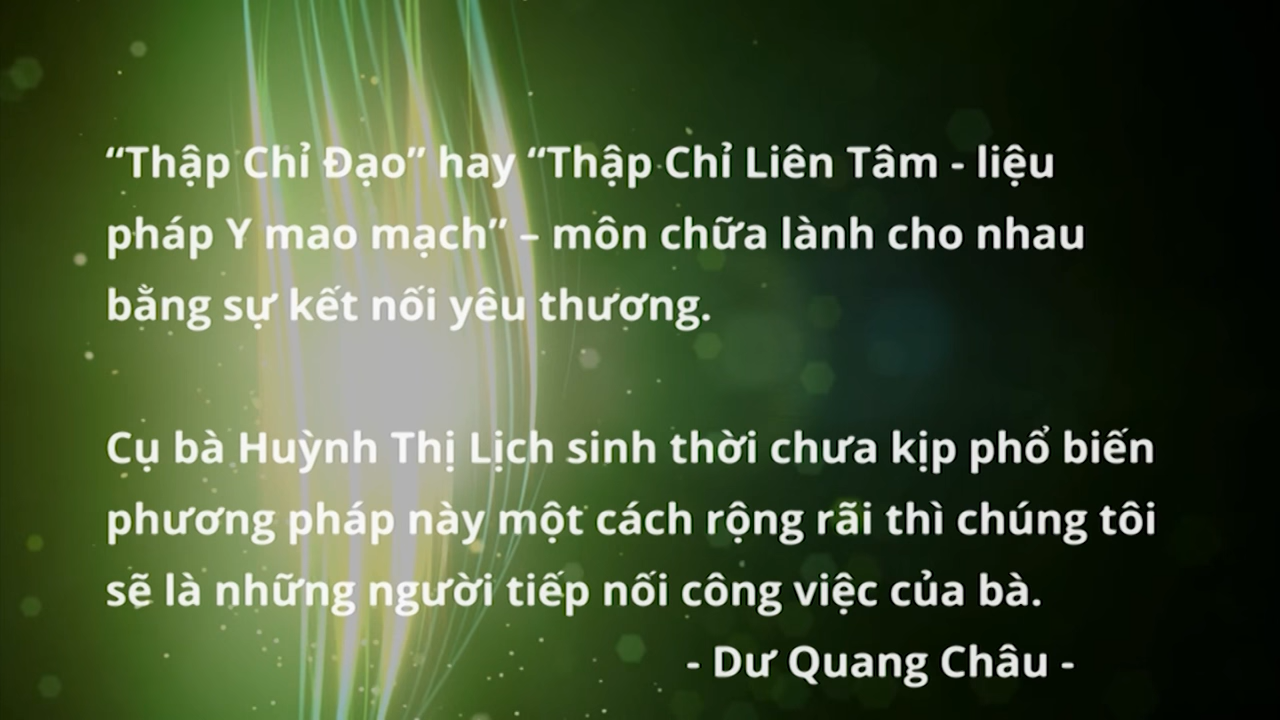 “Thập Chỉ Đạo” hay “Thập Chỉ Liên Tâm - liệu
pháp Y mao mạch” – môn chữa lành cho nhau
bằng sự kết nối yêu thương.
Cụ bà Huỳnh Thị Lịch sinh thời chưa kịp phổ biến
phương pháp này một cách rộng rãi thì chúng tôi
sẽ là những người tiếp nối công việc của bà.
- Dư Quang Châu -